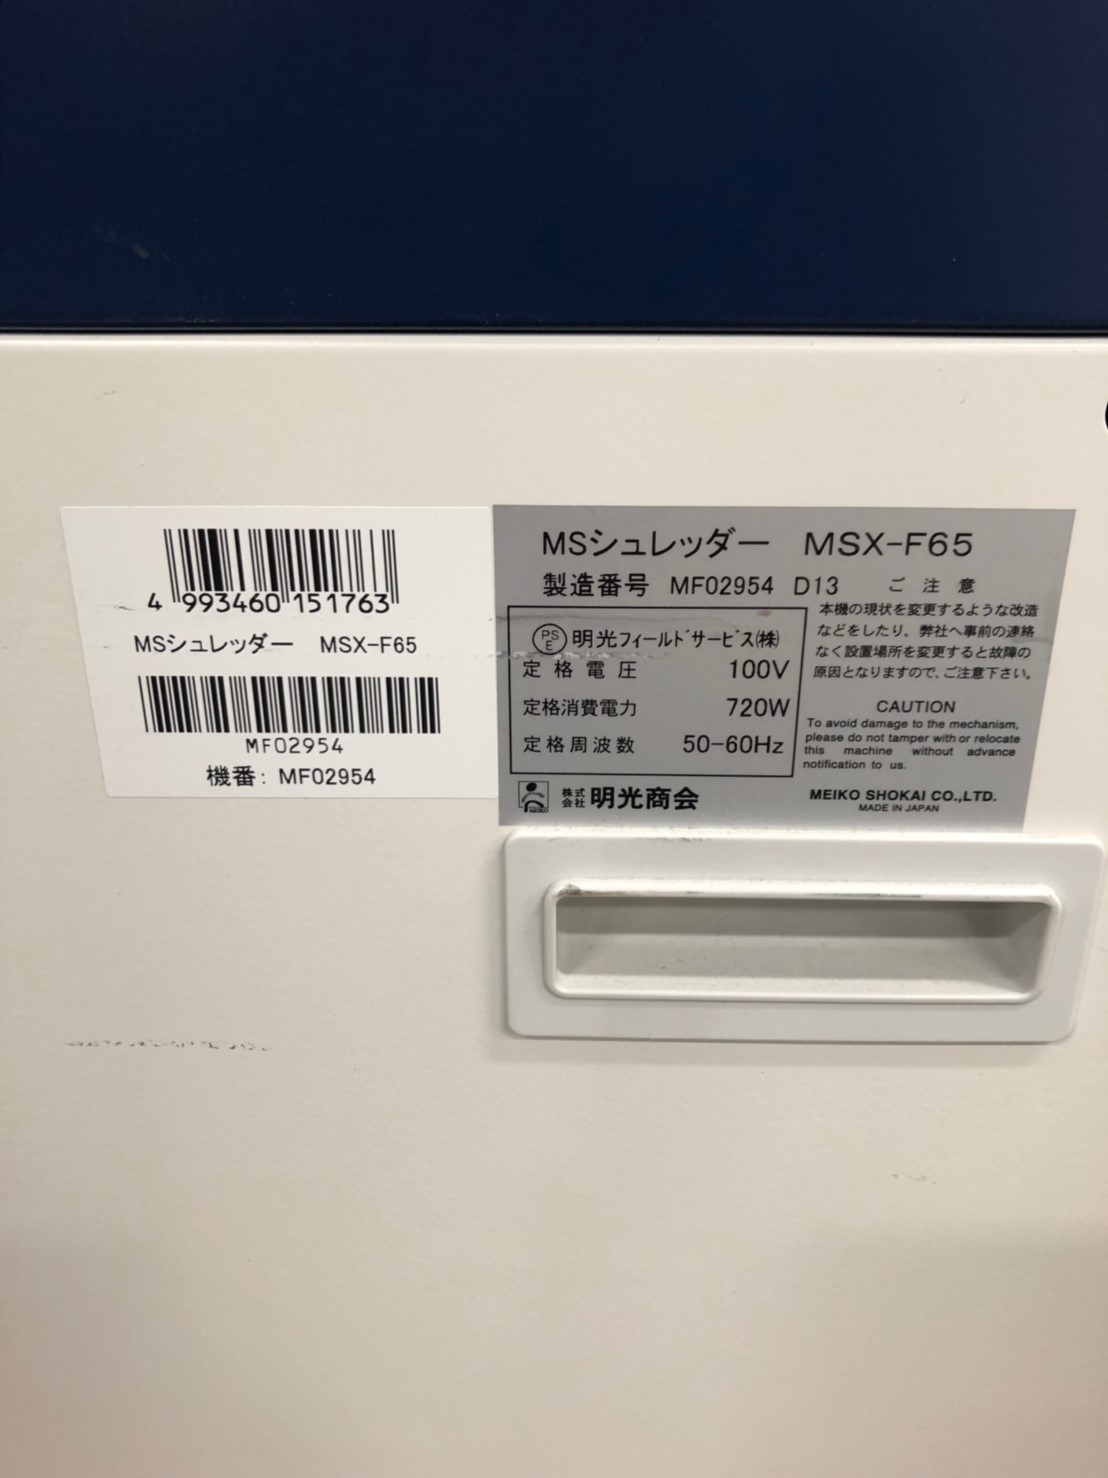 4 993460 151763
MSシュレッダー MSX-F65
MF02954
機番: MF02954
MSシュレッダー MSX-F65
製造番号 MF02954 D13
PSE 明光フィールドサービス(株)
定格電圧 100V
定格消費電力 720W
定格周波数 50-60Hz
株式会社 明光商会
ご注意
本機の現状を変更するような改造
などをしたり、弊社へ事前の連絡
なく設置場所を変更すると故障の
原因となりますので、ご注意下さい。
CAUTION
To avoid damage to the mechanism,
please do not tamper with or relocate
this machine without advance
notification to us.
MEIKO SHOKAI CO.,LTD.
MADE IN JAPAN